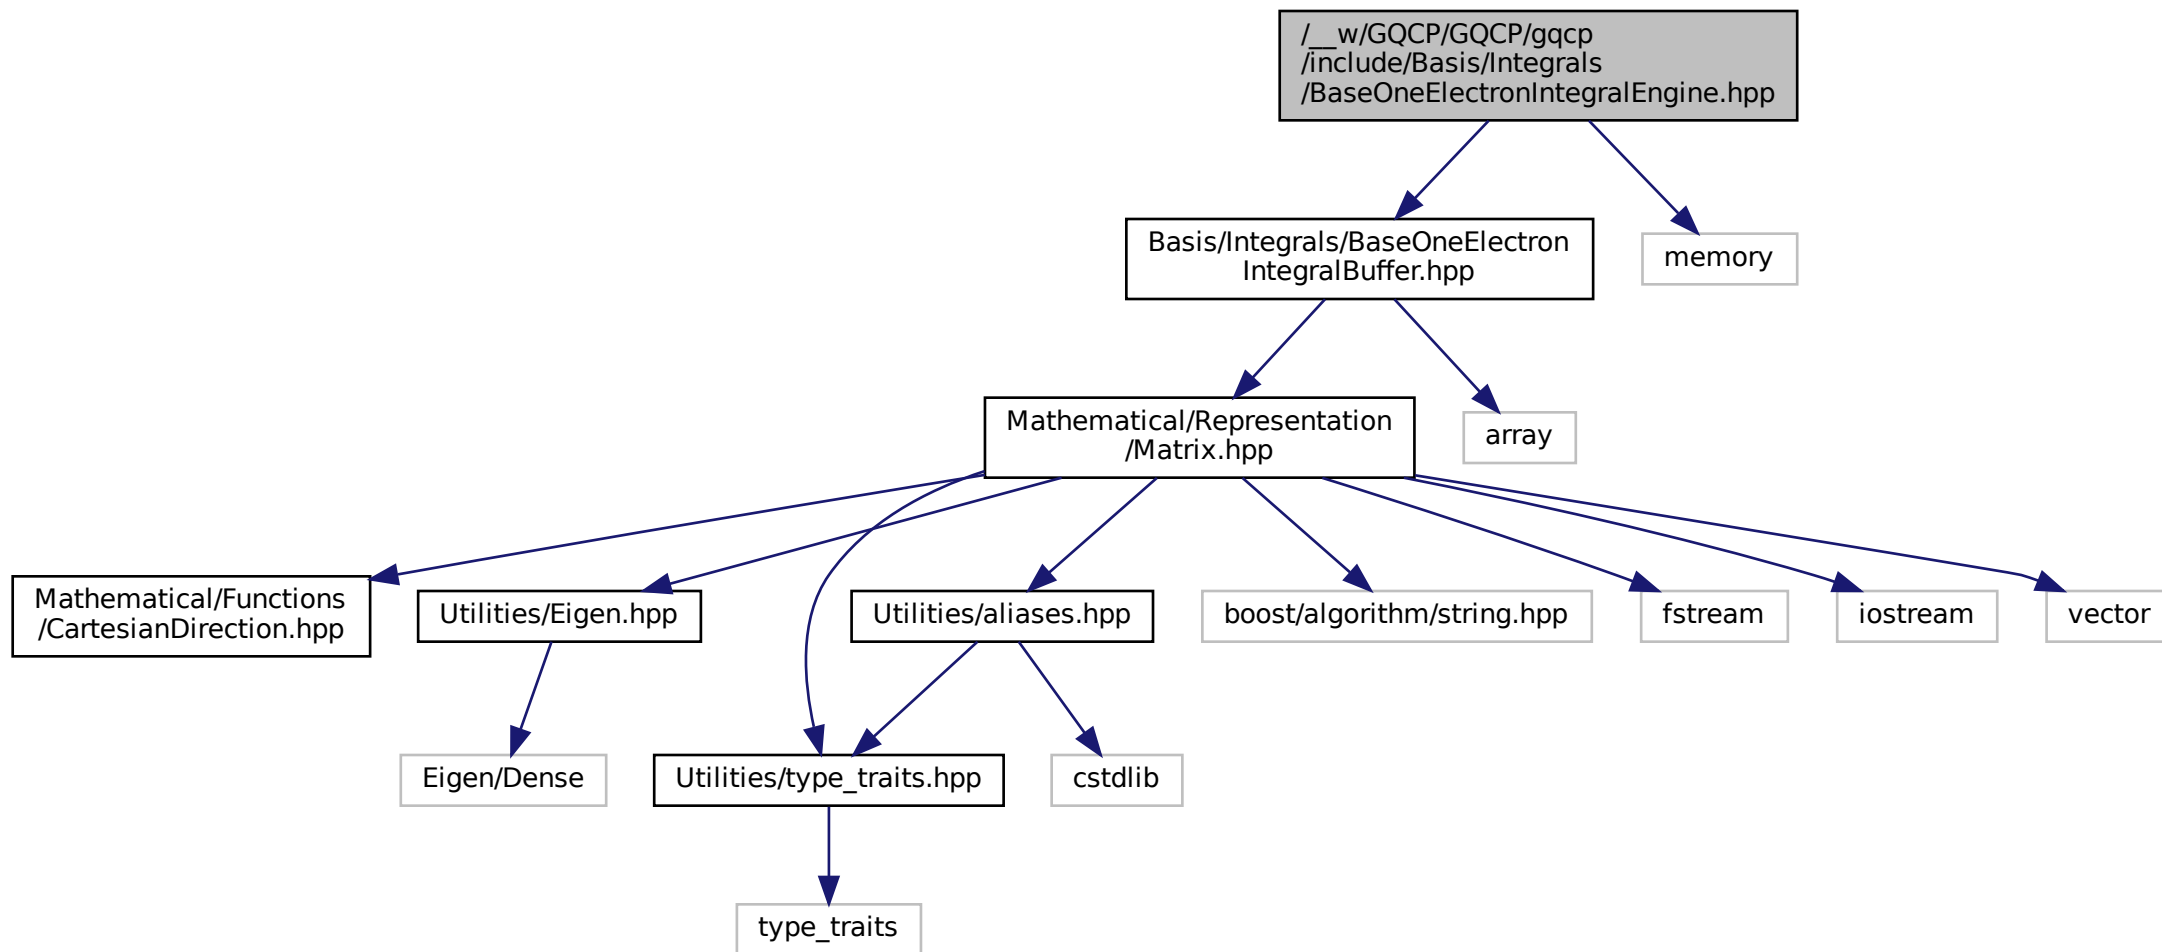 /__w/GQCP/GQCP/gqcp
/include/Basis/Integrals
/BaseOneElectronIntegralEngine.hpp
Basis/Integrals/BaseOneElectron
IntegralBuffer.hpp
memory
Mathematical/Representation
/Matrix.hpp
array
Mathematical/Functions
/CartesianDirection.hpp
Utilities/Eigen.hpp
Utilities/aliases.hpp
boost/algorithm/string.hpp
fstream
iostream
vector
Eigen/Dense
Utilities/type_traits.hpp
cstdlib
type_traits